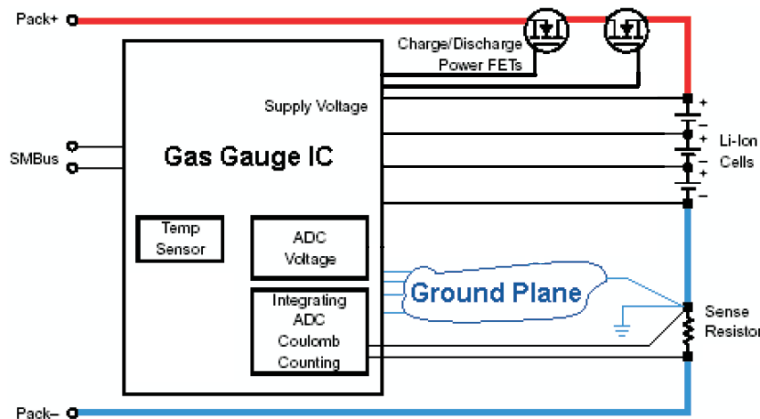 Pack+
Charge/Discharge
Power FETs
Supply Voltage
+
–
SMBus
Gas Gauge IC
+
–
Li-Ion
Cells
+
–
Temp
Sensor
ADC
Voltage
Ground Plane
Integrating
ADC
Coulomb
Counting
Sense
Resistor
Pack–